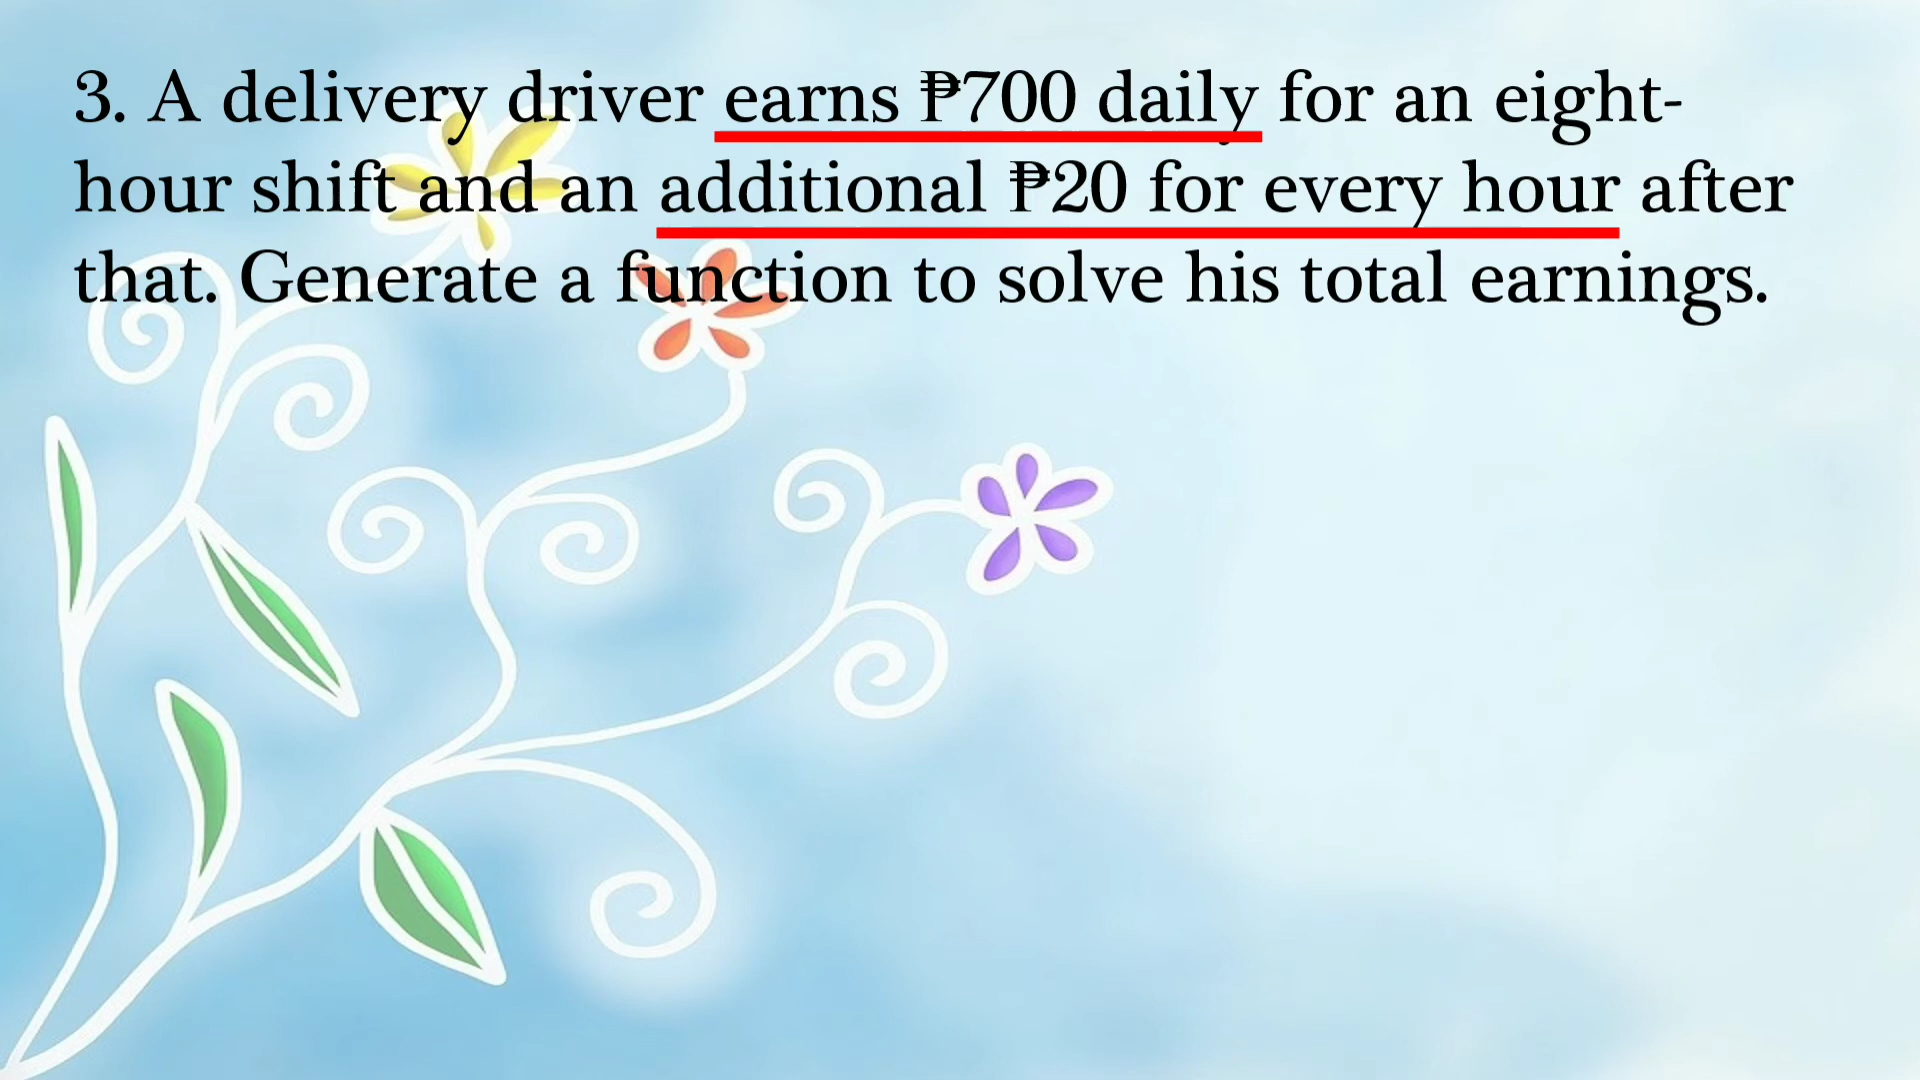 3. A delivery driver earns ₱700 daily for an eight-
hour shift and an additional ₱20 for every hour after
that. Generate a function to solve his total earnings.